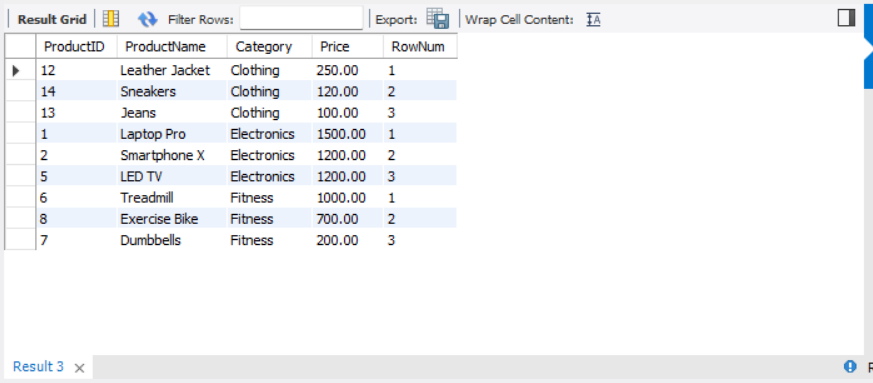 Result Grid Filter Rows: Export: Wrap Cell Content: IA
ProductID ProductName Category Price RowNum
12 Leather Jacket Clothing 250.00 1
14 Sneakers Clothing 120.00 2
13 Jeans Clothing 100.00 3
1 Laptop Pro Electronics 1500.00 1
2 Smartphone X Electronics 1200.00 2
5 LED TV Electronics 1200.00 3
6 Treadmill Fitness 1000.00 1
8 Exercise Bike Fitness 700.00 2
7 Dumbbells Fitness 200.00 3
Result 3